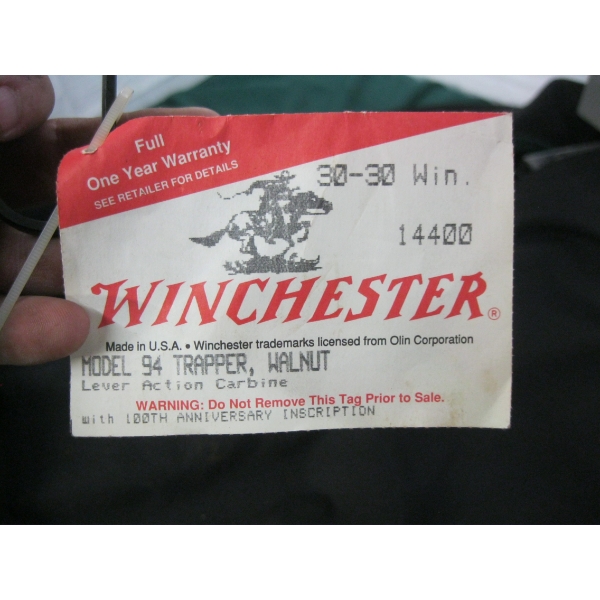 Full
One Year Warranty
SEE RETAILER FOR DETAILS
30-30 Win.
14400
WINCHESTER®
Made in U.S.A. • Winchester trademarks licensed from Olin Corporation
MODEL 94 TRAPPER, WALNUT
Lever Action Carbine
WARNING: Do Not Remove This Tag Prior to Sale.
with 100TH ANNIVERSARY INSCRIPTION